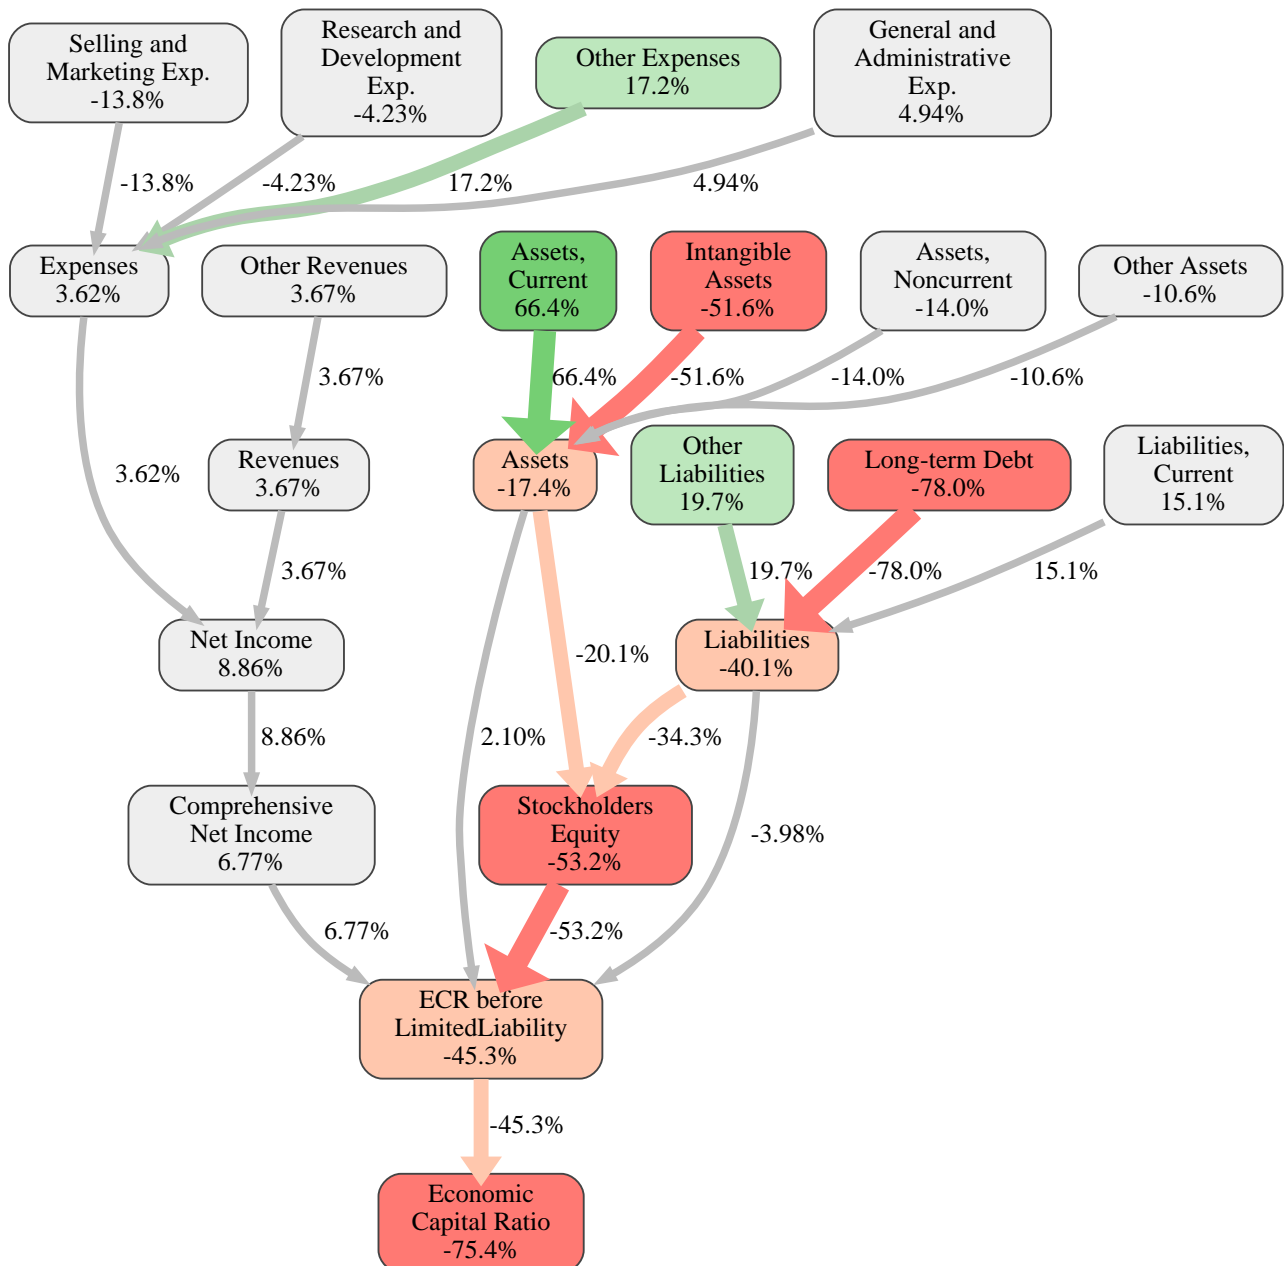 Selling and
Marketing Exp.
-13.8%
Research and
Development
Exp.
-4.23%
Other Expenses
17.2%
General and
Administrative
Exp.
4.94%
-13.8%
-4.23%
17.2%
4.94%
Expenses
3.62%
Other Revenues
3.67%
Assets,
Current
66.4%
Intangible
Assets
-51.6%
Assets,
Noncurrent
-14.0%
Other Assets
-10.6%
3.67%
66.4%
-51.6%
-14.0%
-10.6%
3.62%
Revenues
3.67%
Assets
-17.4%
Other
Liabilities
19.7%
Long-term Debt
-78.0%
Liabilities,
Current
15.1%
3.67%
19.7%
-78.0%
15.1%
Net Income
8.86%
-20.1%
Liabilities
-40.1%
8.86%
2.10%
-34.3%
Comprehensive
Net Income
6.77%
Stockholders
Equity
-53.2%
-3.98%
6.77%
-53.2%
ECR before
LimitedLiability
-45.3%
-45.3%
Economic
Capital Ratio
-75.4%